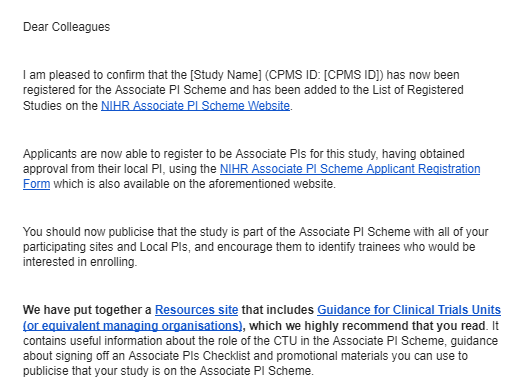 Dear Colleagues
I am pleased to confirm that the [Study Name] (CPMS ID: [CPMS ID]) has now been
registered for the Associate PI Scheme and has been added to the List of Registered
Studies on the NIHR Associate PI Scheme Website.
Applicants are now able to register to be Associate PIs for this study, having obtained
approval from their local PI, using the NIHR Associate PI Scheme Applicant Registration
Form which is also available on the aforementioned website.
You should now publicise that the study is part of the Associate PI Scheme with all of your
participating sites and Local PIs, and encourage them to identify trainees who would be
interested in enrolling.
We have put together a Resources site that includes Guidance for Clinical Trials Units
(or equivalent managing organisations), which we highly recommend that you read. It
contains useful information about the role of the CTU in the Associate PI Scheme, guidance
about signing off an Associate PIs Checklist and promotional materials you can use to
publicise that your study is on the Associate PI Scheme.